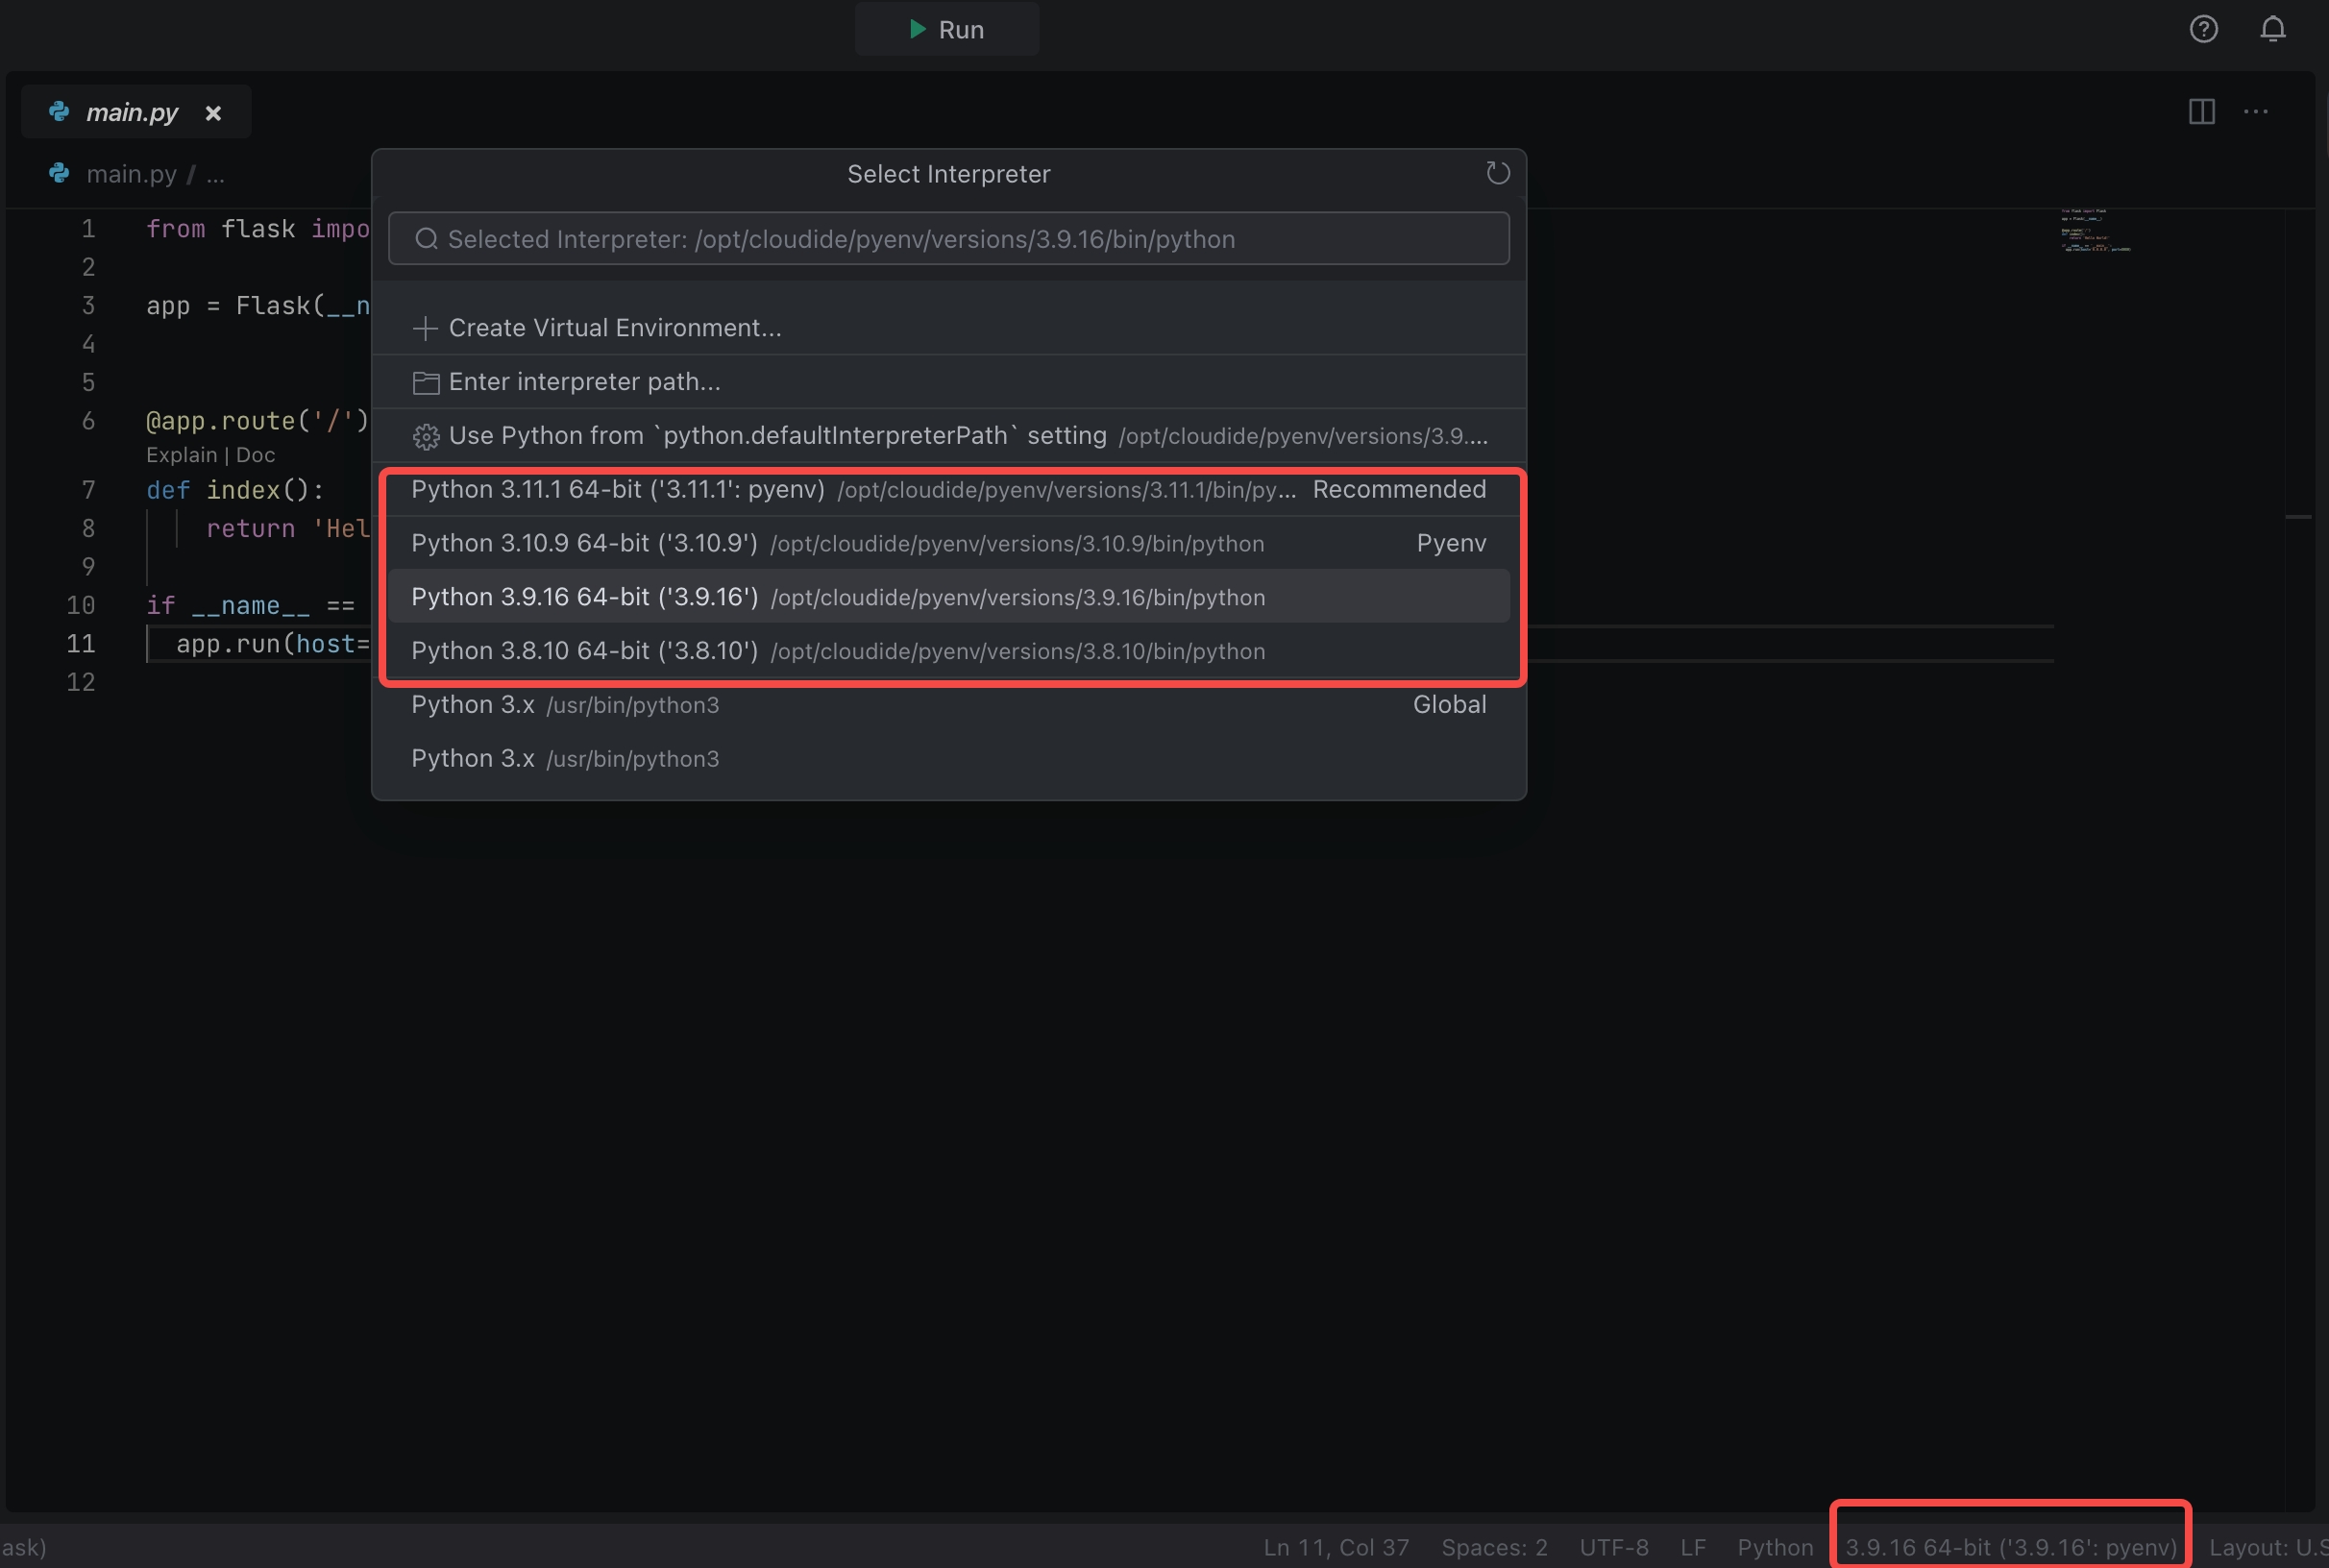 Run
main.py
main.py / ...
Select Interpreter
Selected Interpreter: /opt/cloudide/pyenv/versions/3.9.16/bin/python
Create Virtual Environment...
Enter interpreter path...
Use Python from `python.defaultInterpreterPath` setting /opt/cloudide/pyenv/versions/3.9....
Python 3.11.1 64-bit ('3.11.1': pyenv) /opt/cloudide/pyenv/versions/3.11.1/bin/py... Recommended
Python 3.10.9 64-bit ('3.10.9') /opt/cloudide/pyenv/versions/3.10.9/bin/python Pyenv
Python 3.9.16 64-bit ('3.9.16') /opt/cloudide/pyenv/versions/3.9.16/bin/python
Python 3.8.10 64-bit ('3.8.10') /opt/cloudide/pyenv/versions/3.8.10/bin/python
Python 3.x /usr/bin/python3 Global
Python 3.x /usr/bin/python3
1 from flask impo
2
3 app = Flask(__n
4
5
6 @app.route('/')
Explain | Doc
7 def index():
8 return 'Hel
9
10 if __name__ ==
11 app.run(host=
12
ask) Ln 11, Col 37 Spaces: 2 UTF-8 LF Python 3.9.16 64-bit ('3.9.16': pyenv) Layout: U.S